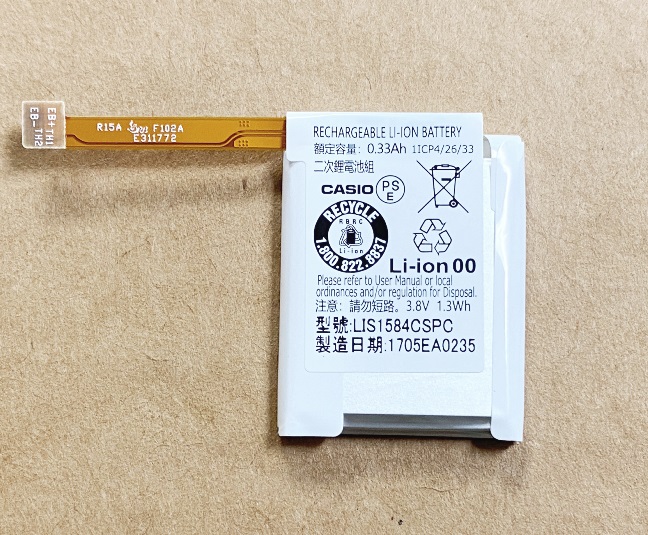 EB+TH1
EB-TH2
R15A F102A
E311772
RECHARGEABLE LI-ION BATTERY
額定容量: 0.33Ah 1ICP4/26/33
二次鋰電池組
CASIO PS E
RECYCLE
RBRC
Li-ion
1.800.822.8837
Li-ion 00
Please refer to User Manual or local
ordinances and/or regulation for Disposal.
注意: 請勿短路。3.8V 1.3Wh
型號:LIS1584CSPC
製造日期:1705EA0235